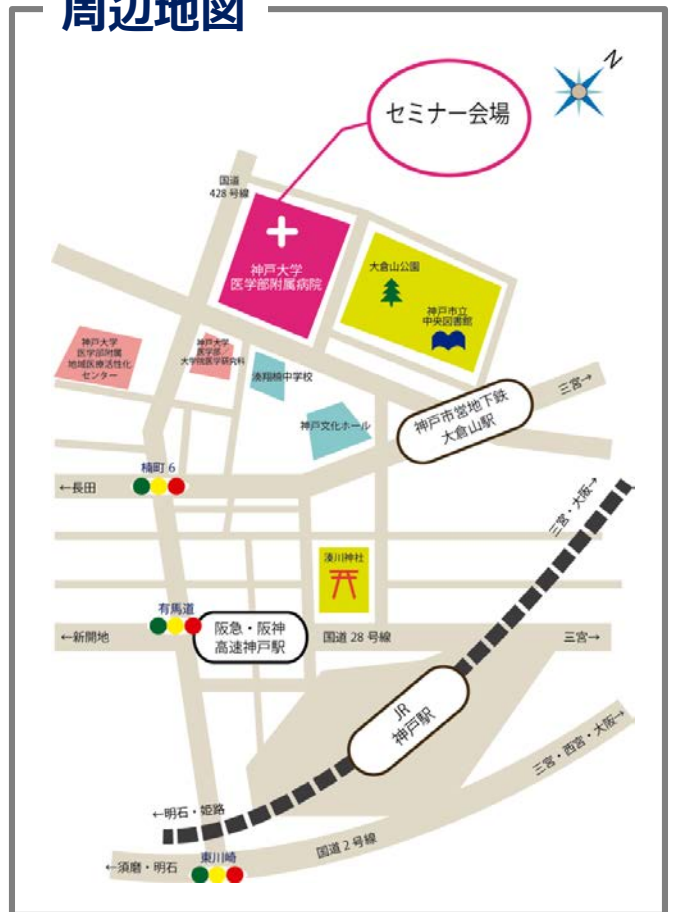 周辺地図
N
セミナー会場
国道
428 号線
神戸大学
医学部附属病院
大倉山公園
神戸市立
中央図書館
神戸大学
医学部附属
地域医療活性化
センター
神戸大学
医学部
大学院医学研究科
湊翔楠中学校
神戸文化ホール
神戸市営地下鉄
大倉山駅
三宮→
楠町 6
←長田
三宮・大阪→
湊川神社
有馬道
←新開地
阪急・阪神
高速神戸駅
国道 28 号線
三宮→
JR
神戸駅
三宮・西宮・大阪→
←明石・姫路
国道 2 号線
東川崎
←須磨・明石